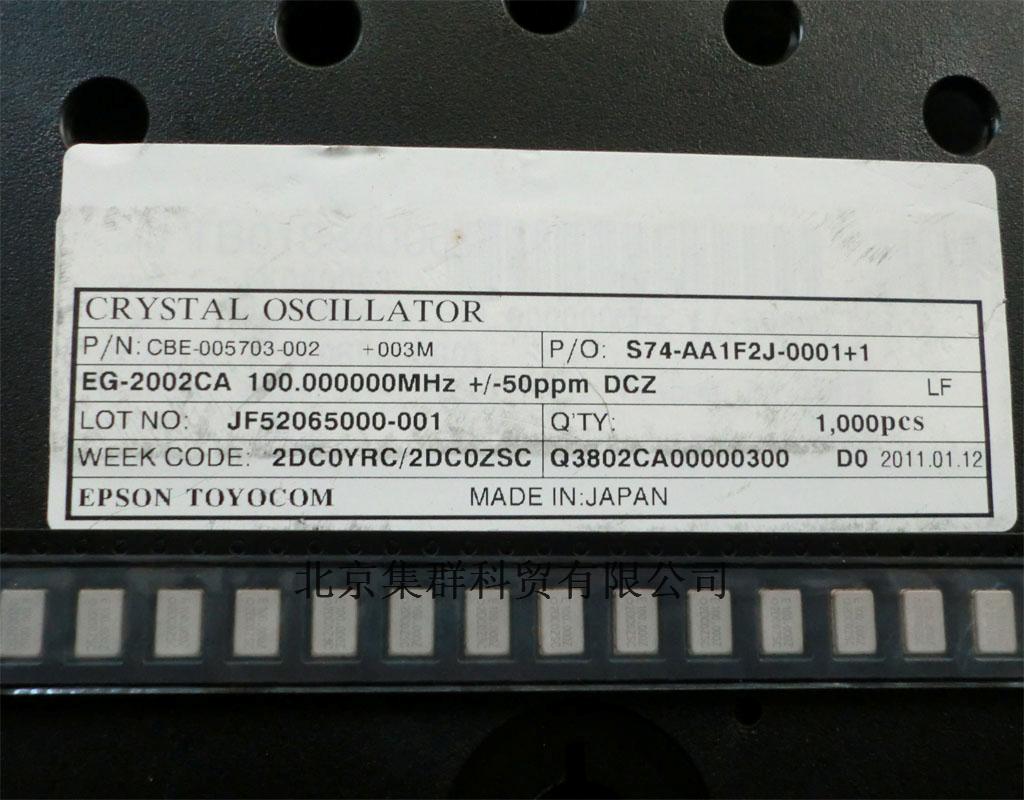 CRYSTAL OSCILLATOR
P/N: CBE-005703-002 +003M P/O: S74-AA1F2J-0001+1
EG-2002CA 100.000000MHz +/-50ppm DCZ LF
LOT NO: JF52065000-001 Q'TY: 1,000pcs
WEEK CODE: 2DC0YRC/2DC0ZSC Q3802CA00000300 D0 2011.01.12
EPSON TOYOCOM MADE IN:JAPAN
北京集群科贸有限公司